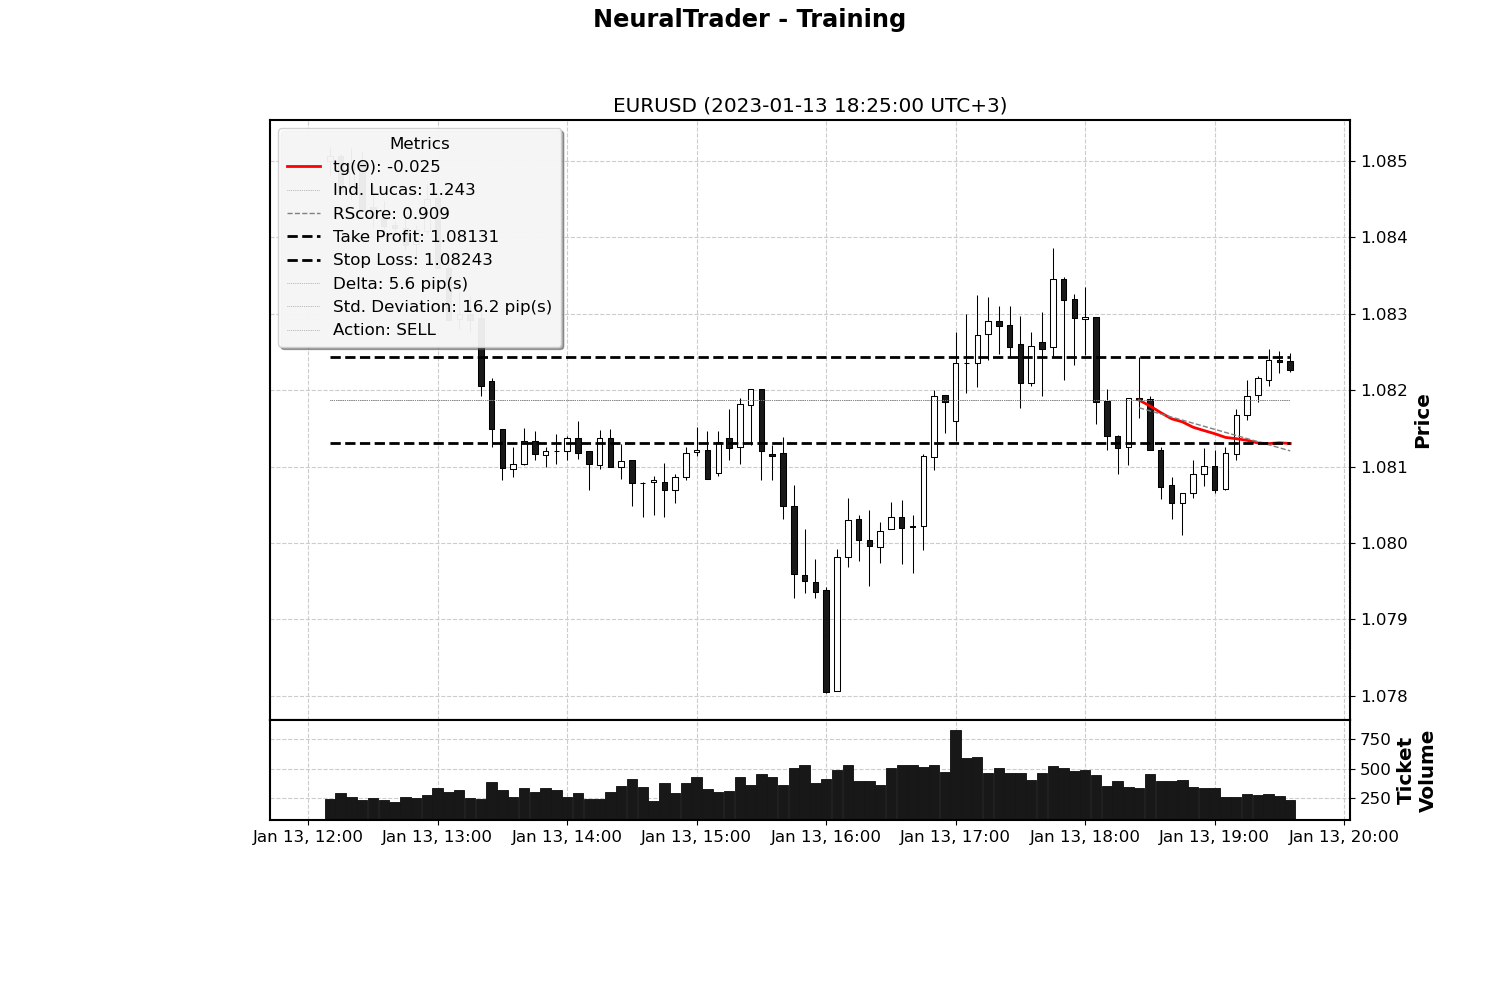 NeuralTrader - Training
EURUSD (2023-01-13 18:25:00 UTC+3)
Metrics
tg(Θ): -0.025
Ind. Lucas: 1.243
RScore: 0.909
Take Profit: 1.08131
Stop Loss: 1.08243
Delta: 5.6 pip(s)
Std. Deviation: 16.2 pip(s)
Action: SELL
1.085
1.084
1.083
1.082
1.081
1.080
1.079
1.078
Price
750
500
250
Ticket
Volume
Jan 13, 12:00
Jan 13, 13:00
Jan 13, 14:00
Jan 13, 15:00
Jan 13, 16:00
Jan 13, 17:00
Jan 13, 18:00
Jan 13, 19:00
Jan 13, 20:00